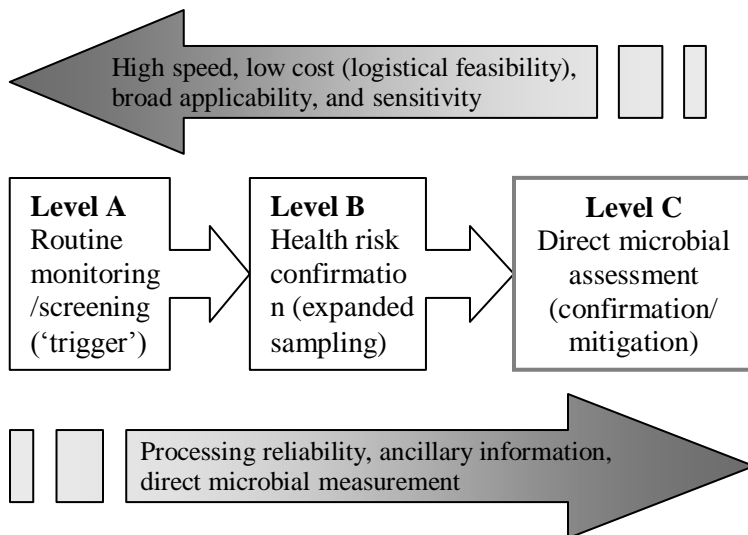 High speed, low cost (logistical feasibility),
broad applicability, and sensitivity
Level A
Routine
monitoring
/screening
(‘trigger’)
Level B
Health risk
confirmatio
n (expanded
sampling)
Level C
Direct microbial
assessment
(confirmation/
mitigation)
Processing reliability, ancillary information,
direct microbial measurement